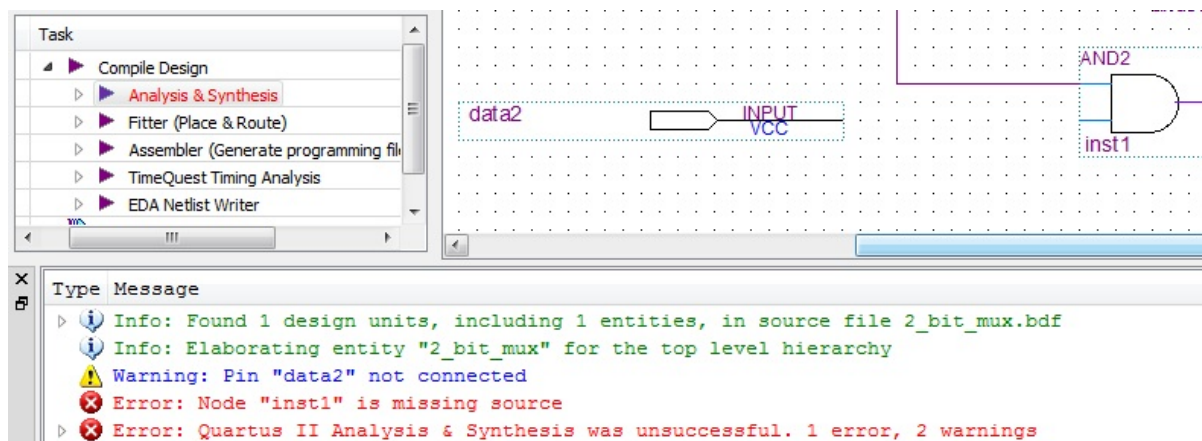 Task
Compile Design
Analysis & Synthesis
Fitter (Place & Route)
Assembler (Generate programming fil
TimeQuest Timing Analysis
EDA Netlist Writer
data2
INPUT
VCC
AND2
inst1
Type Message
Info: Found 1 design units, including 1 entities, in source file 2_bit_mux.bdf
Info: Elaborating entity "2_bit_mux" for the top level hierarchy
Warning: Pin "data2" not connected
Error: Node "inst1" is missing source
Error: Quartus II Analysis & Synthesis was unsuccessful. 1 error, 2 warnings